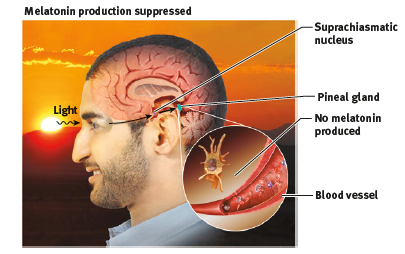 Melatonin production suppressed
Suprachiasmatic
nucleus
Light
Pineal gland
No melatonin
produced
Blood vessel